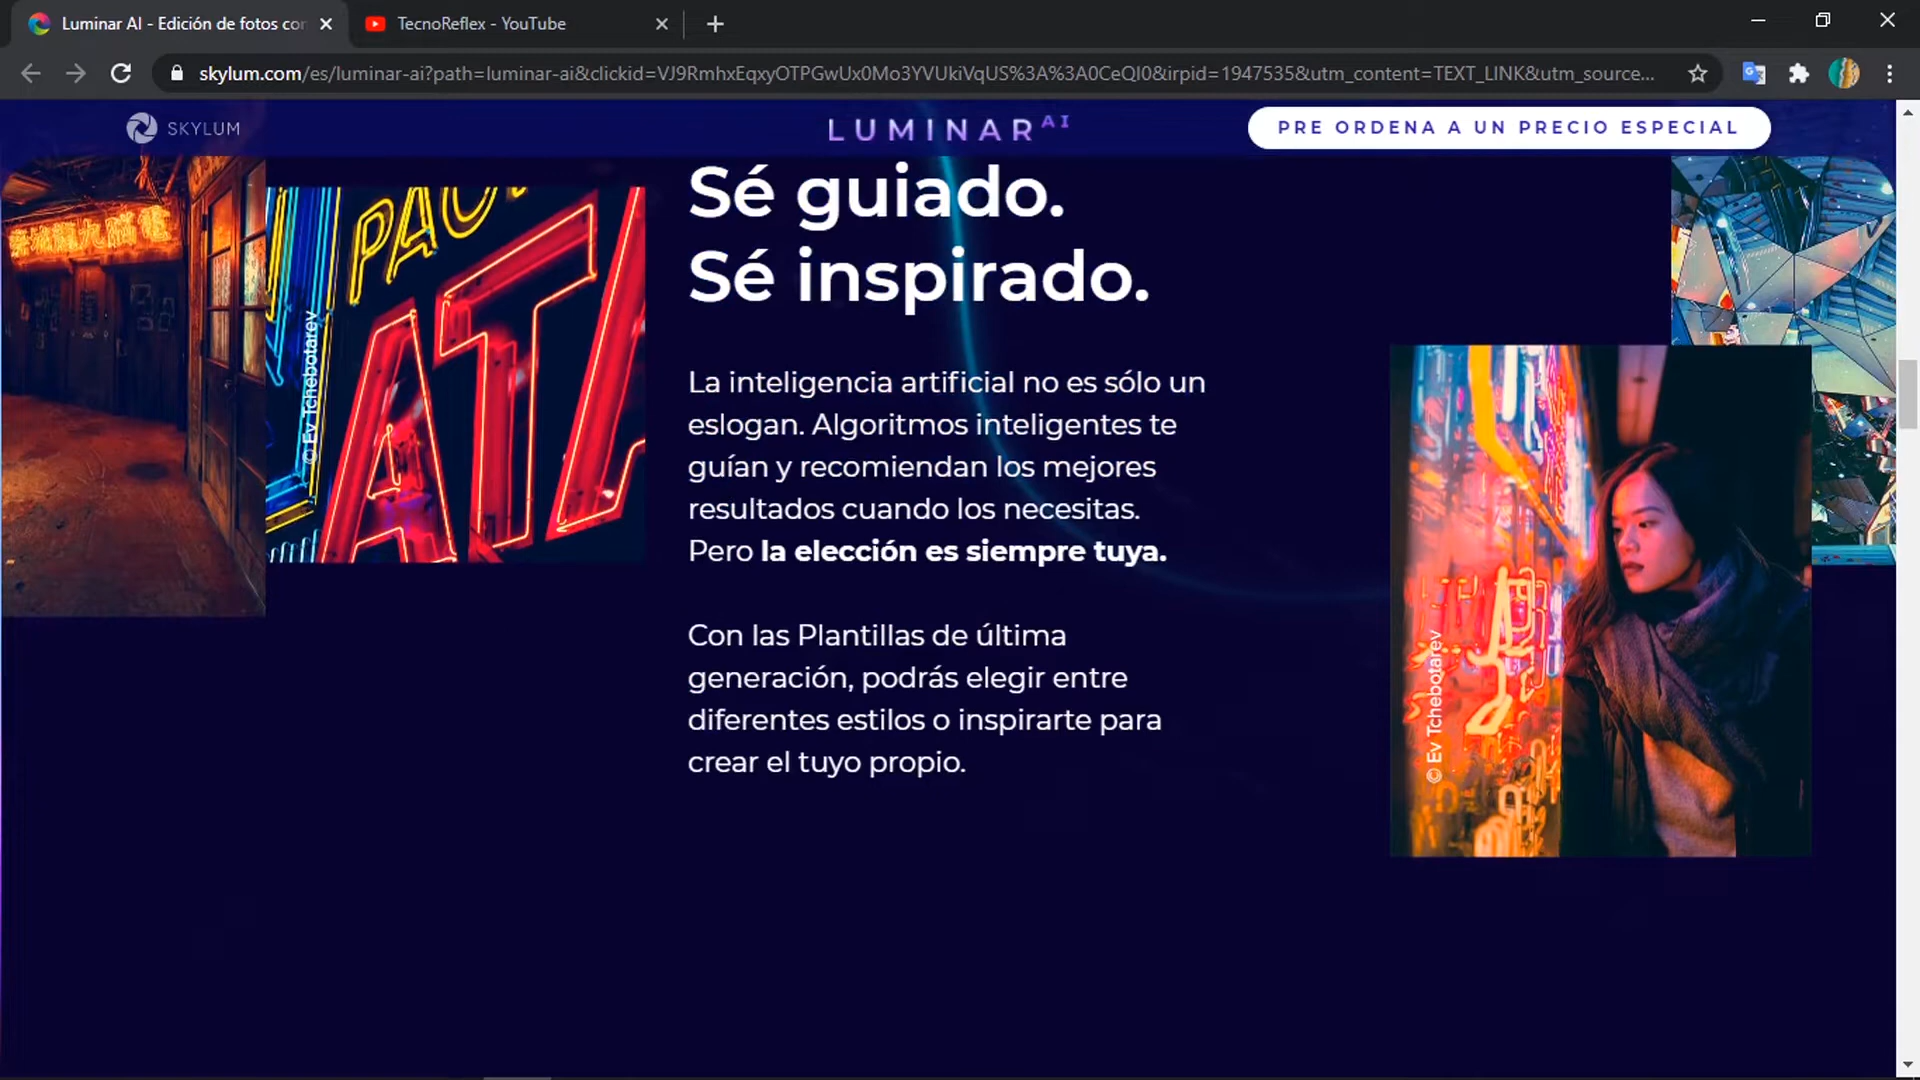 Luminar AI - Edición de fotos co
TecnoReflex - YouTube
skylum.com/es/luminar-ai?path=luminar-ai&clickid=VJ9RmhxEqxyOTPGwUx0Mo3YVUkiVqUS%3A%3A0CeQJ0&irpid=1947535&utm_content=TEXT_LINK&utm_source...
SKYLUM
LUMINAR AI
PRE ORDENA A UN PRECIO ESPECIAL
PAC
ATA
© Ev Tchebotarev
Sé guiado.
Sé inspirado.
La inteligencia artificial no es sólo un
eslogan. Algoritmos inteligentes te
guían y recomiendan los mejores
resultados cuando los necesitas.
Pero la elección es siempre tuya.
Con las Plantillas de última
generación, podrás elegir entre
diferentes estilos o inspirarte para
crear el tuyo propio.
© Ev Tchebotarev